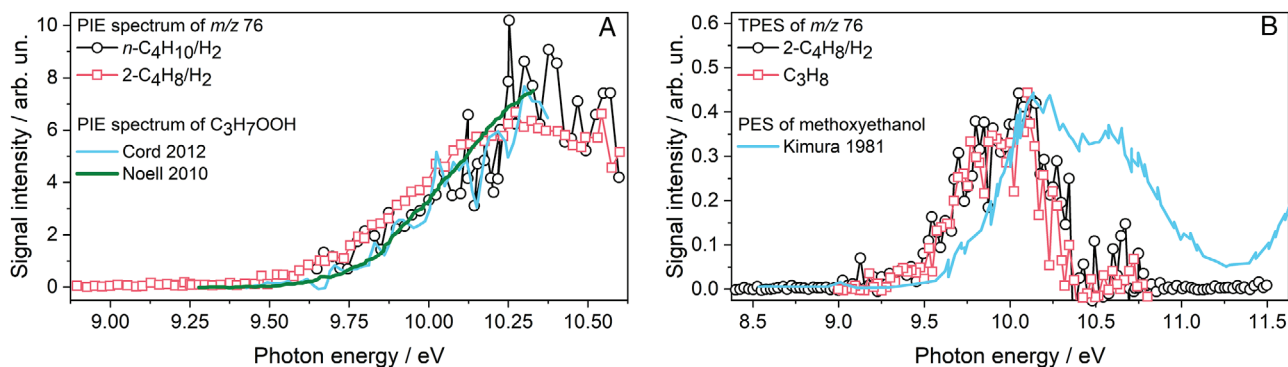 A
PIE spectrum of m/z 76
n-C4H10/H2
2-C4H8/H2
PIE spectrum of C3H7OOH
Cord 2012
Noell 2010
Signal intensity / arb. un.
10
8
6
4
2
0
9.00 9.25 9.50 9.75 10.00 10.25 10.50
Photon energy / eV
B
TPES of m/z 76
2-C4H8/H2
C3H8
PES of methoxyethanol
Kimura 1981
Signal intensity / arb. un.
0.6
0.5
0.4
0.3
0.2
0.1
0.0
8.5 9.0 9.5 10.0 10.5 11.0 11.5
Photon energy / eV